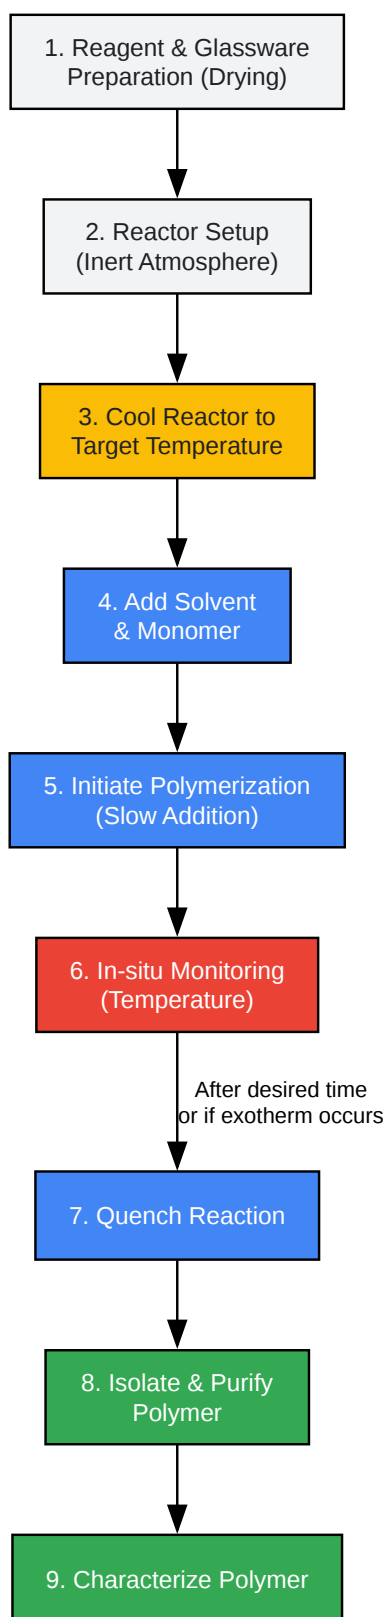 1. Reagent & Glassware
Preparation (Drying)
2. Reactor Setup
(Inert Atmosphere)
3. Cool Reactor to
Target Temperature
4. Add Solvent
& Monomer
5. Initiate Polymerization
(Slow Addition)
6. In-situ Monitoring
(Temperature)
After desired time
or if exotherm occurs
7. Quench Reaction
8. Isolate & Purify
Polymer
9. Characterize Polymer